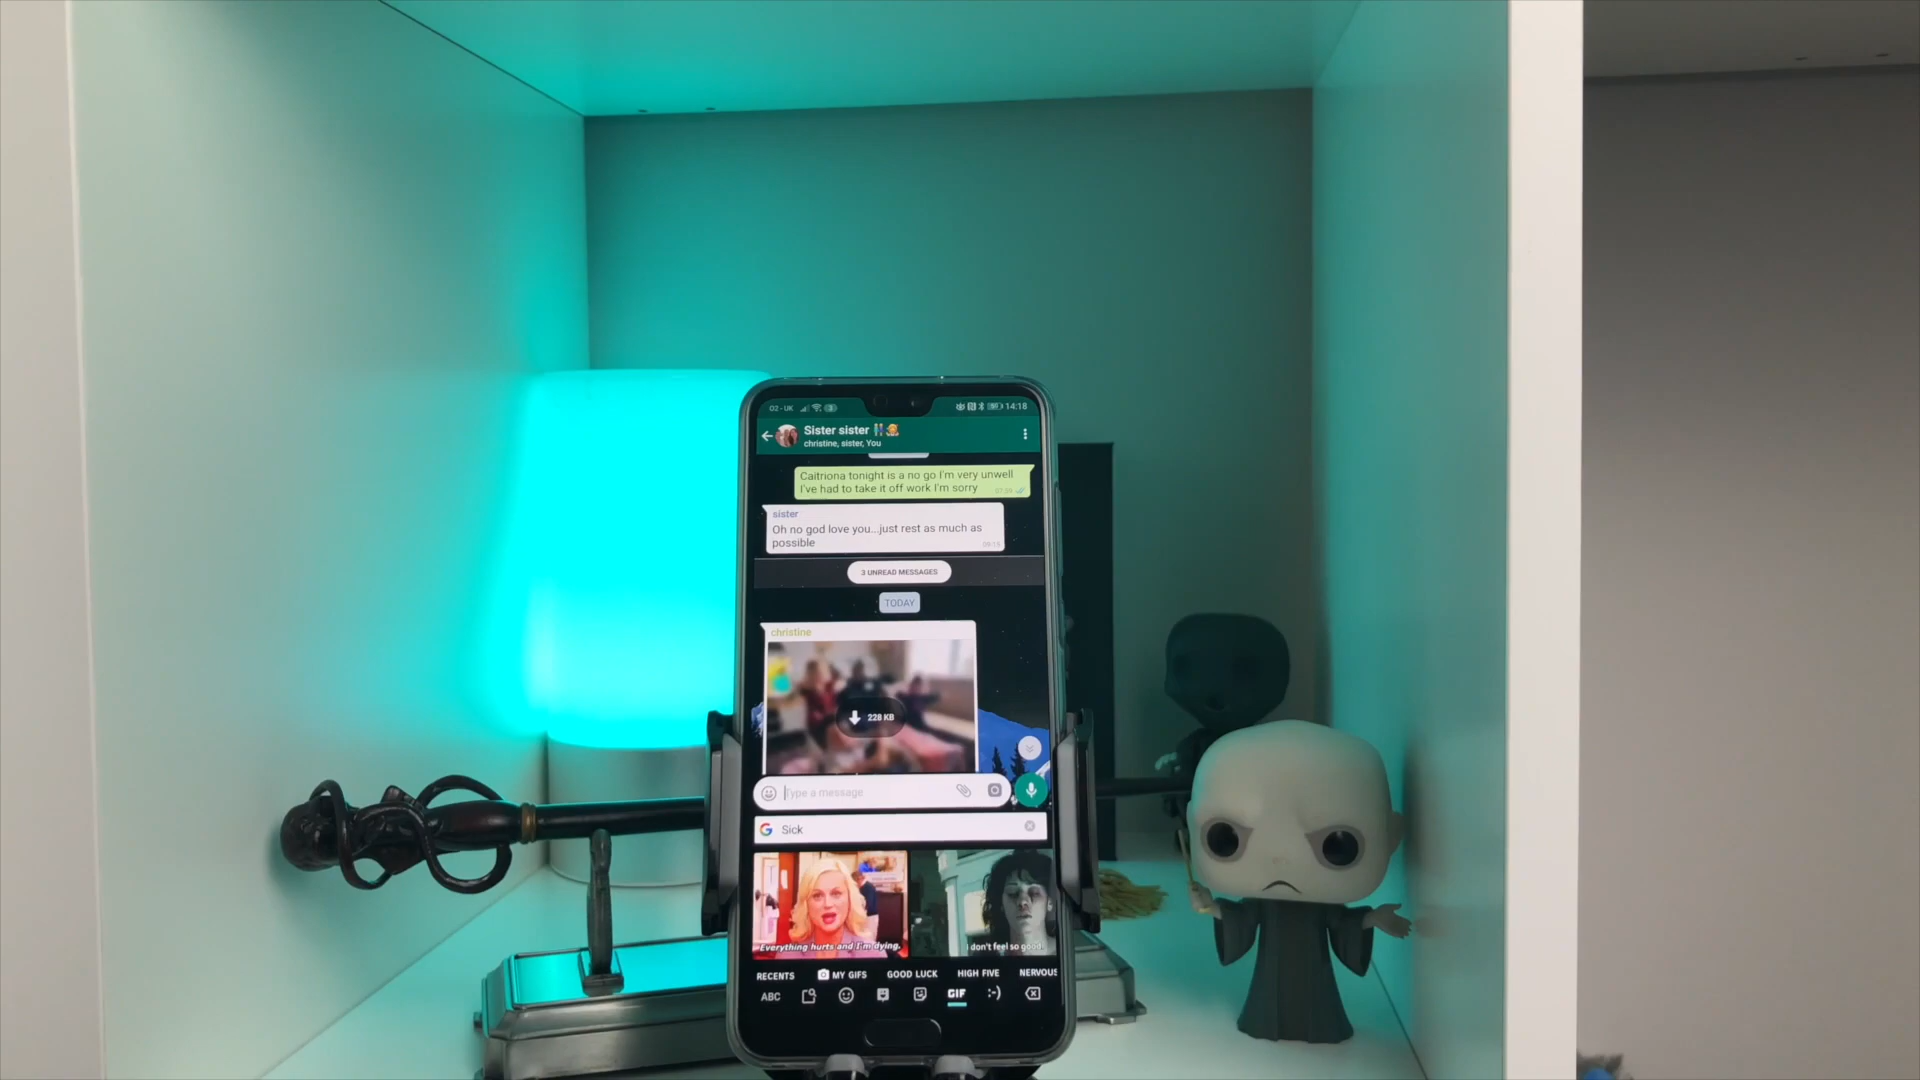 O2-UK
14:18
Sister sister
christine, sister, You
Caitriona tonight is a no go I'm very unwell
I've had to take it off work I'm sorry
sister
Oh no god love you...just rest as much as
possible
3 UNREAD MESSAGES
TODAY
christine
228 KB
Type a message
G Sick
Everything hurts and I'm dying.
I don't feel so good.
RECENTS MY GIFS GOOD LUCK HIGH FIVE NERVOUS
ABC GIF :-)